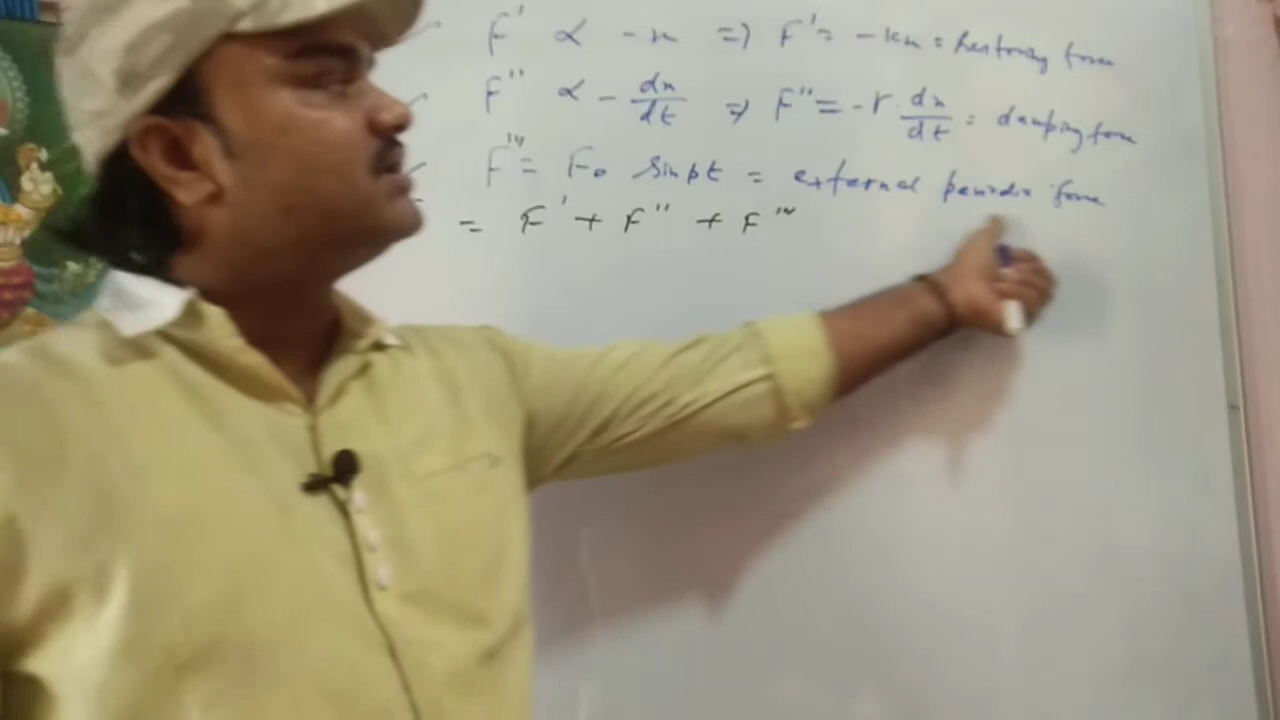 F' ∝ -x ⇒ F' = -kx = Restoring force
F'' ∝ - dx/dt ⇒ F'' = -r . dx/dt = damping force
F''' = F₀ sin pt = external periodic force
= F' + F'' + F'''